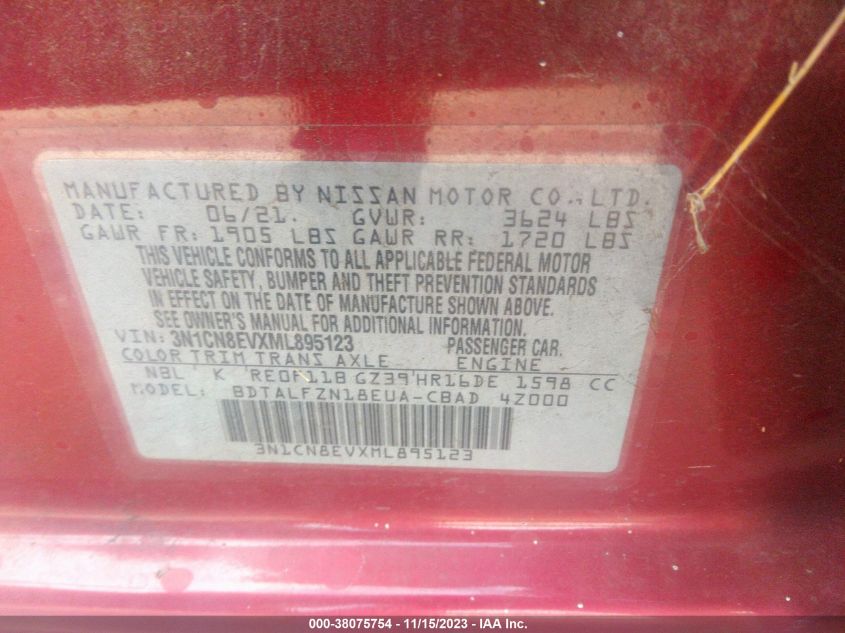 MANUFACTURED BY NISSAN MOTOR CO., LTD.
DATE: 06/21. GVWR: 3624 LBS
GAWR FR: 1905 LBS GAWR RR: 1720 LBS
THIS VEHICLE CONFORMS TO ALL APPLICABLE FEDERAL MOTOR
VEHICLE SAFETY, BUMPER AND THEFT PREVENTION STANDARDS
IN EFFECT ON THE DATE OF MANUFACTURE SHOWN ABOVE.
SEE OWNER'S MANUAL FOR ADDITIONAL INFORMATION.
VIN: 3N1CN8EVXML895123 PASSENGER CAR.
COLOR TRIM TRANS AXLE ENGINE
NBL K RE0F11B GZ39 HR16DE 1598 CC
MODEL: BDTALFZN18EUA-CBAD 4Z000
3N1CN8EVXML895123
000-38075754 - 11/15/2023 - IAA Inc.